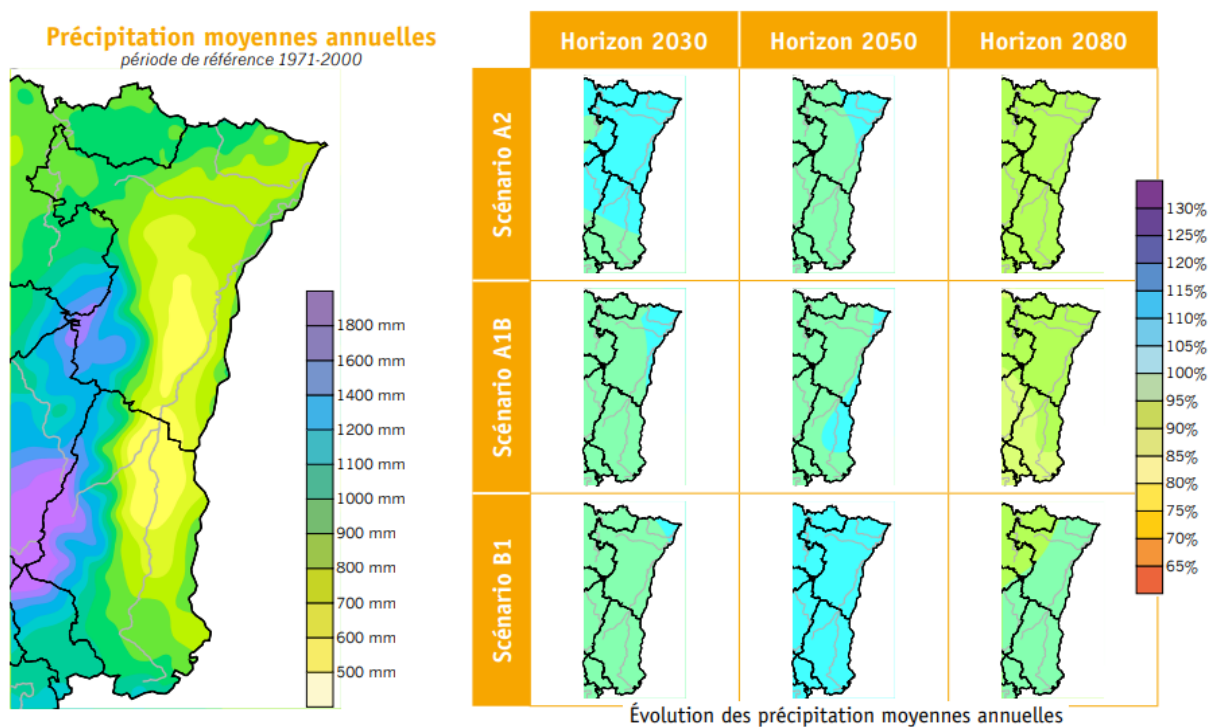 Précipitation moyennes annuelles
période de référence 1971-2000
1800 mm
1600 mm
1400 mm
1200 mm
1100 mm
1000 mm
900 mm
800 mm
700 mm
600 mm
500 mm
Horizon 2030
Horizon 2050
Horizon 2080
Scénario A2
Scénario A1B
Scénario B1
130%
125%
120%
115%
110%
105%
100%
95%
90%
85%
80%
75%
70%
65%
Évolution des précipitation moyennes annuelles